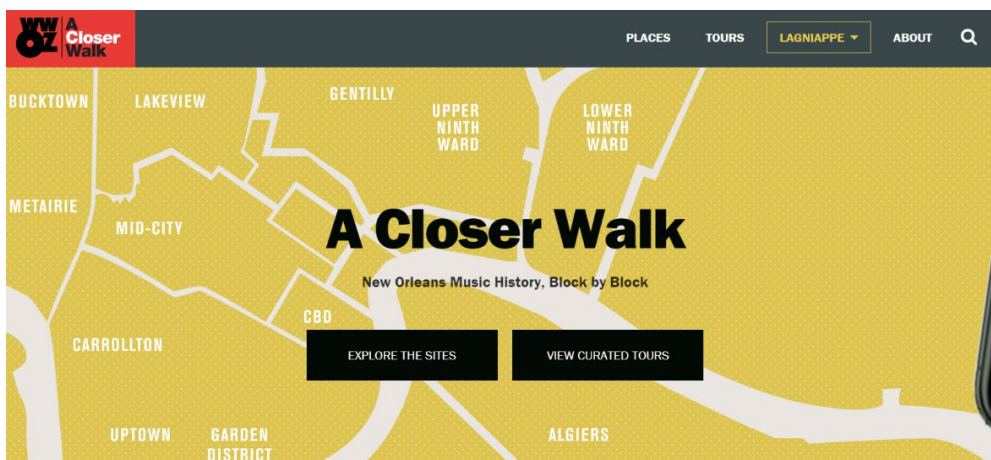 WW
OZ
A
Closer
Walk
PLACES
TOURS
LAGNIAPPE
ABOUT
BUCKTOWN
LAKEVIEW
GENTILLY
UPPER
NINTH
WARD
LOWER
NINTH
WARD
METAIRIE
MID-CITY
A Closer Walk
New Orleans Music History, Block by Block
CBD
EXPLORE THE SITES
VIEW CURATED TOURS
CARROLLTON
UPTOWN
GARDEN
DISTRICT
ALGIERS